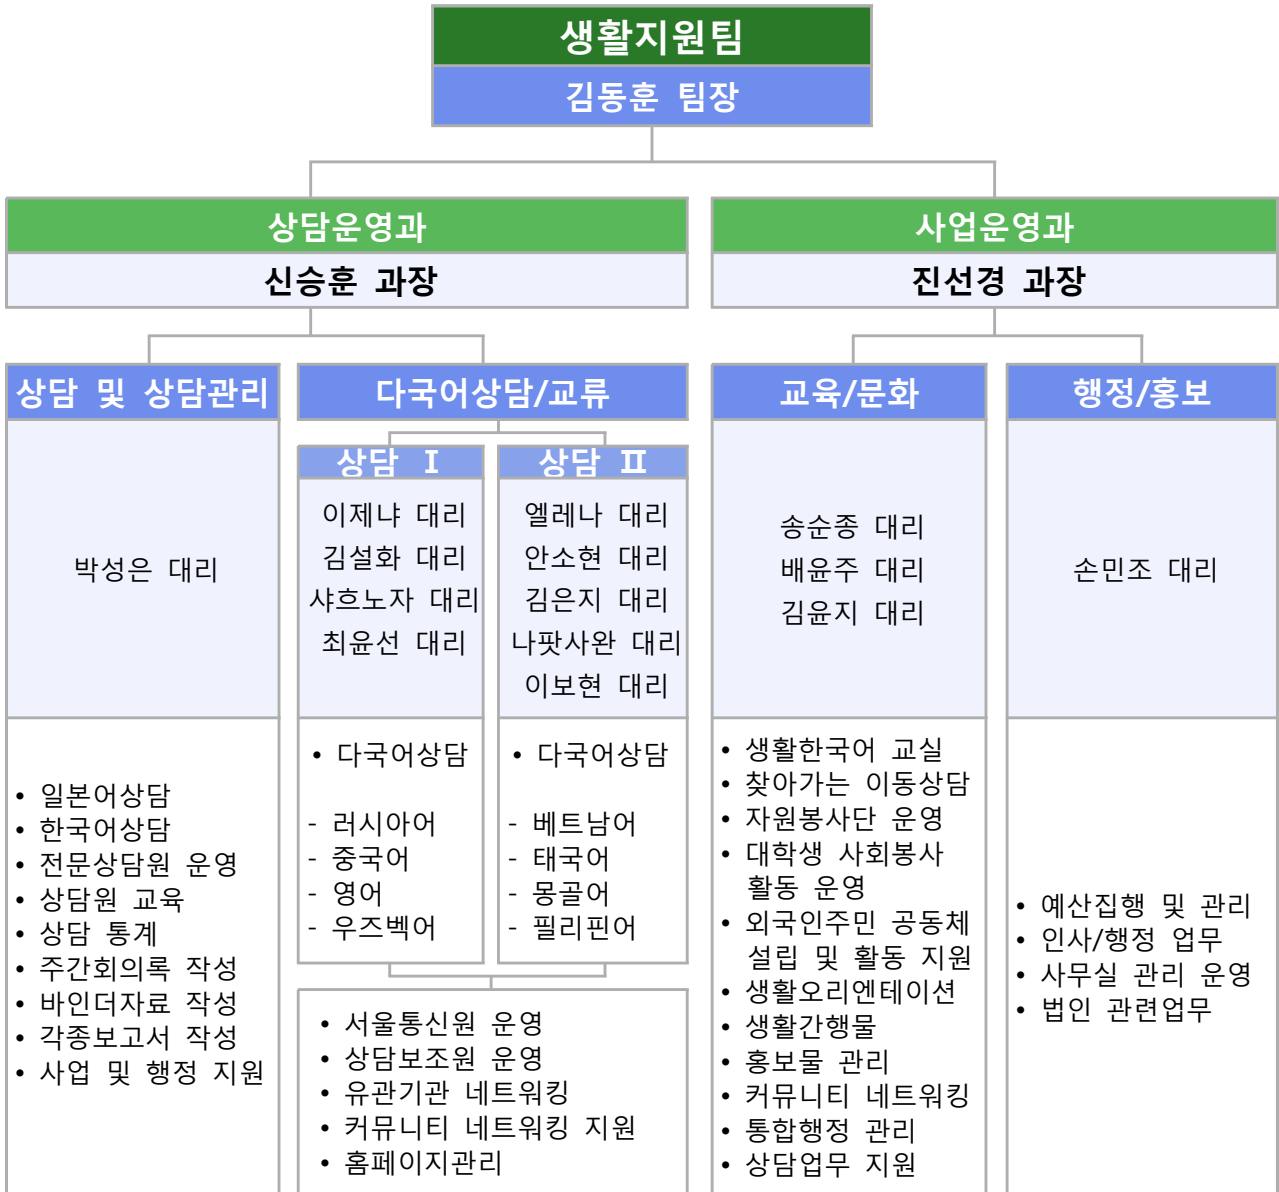 생활지원팀
김동훈 팀장
상담운영과
신승훈 과장
사업운영과
진선경 과장
상담 및 상담관리
박성은 대리
• 일본어상담
• 한국어상담
• 전문상담원 운영
• 상담원 교육
• 상담 통계
• 주간회의록 작성
• 바인더자료 작성
• 각종보고서 작성
• 사업 및 행정 지원
다국어상담/교류
상담 Ⅰ
이제냐 대리
김설화 대리
샤흐노자 대리
최윤선 대리
• 다국어상담
- 러시아어
- 중국어
- 영어
- 우즈벡어
상담 Ⅱ
엘레나 대리
안소현 대리
김은지 대리
나팟사완 대리
이보현 대리
• 다국어상담
- 베트남어
- 태국어
- 몽골어
- 필리핀어
• 서울통신원 운영
• 상담보조원 운영
• 유관기관 네트워킹
• 커뮤니티 네트워킹 지원
• 홈페이지관리
교육/문화
송순종 대리
배윤주 대리
김윤지 대리
• 생활한국어 교실
• 찾아가는 이동상담
• 자원봉사단 운영
• 대학생 사회봉사
활동 운영
• 외국인주민 공동체
설립 및 활동 지원
• 생활오리엔테이션
• 생활간행물
• 홍보물 관리
• 커뮤니티 네트워킹
• 통합행정 관리
• 상담업무 지원
행정/홍보
손민조 대리
• 예산집행 및 관리
• 인사/행정 업무
• 사무실 관리 운영
• 법인 관련업무